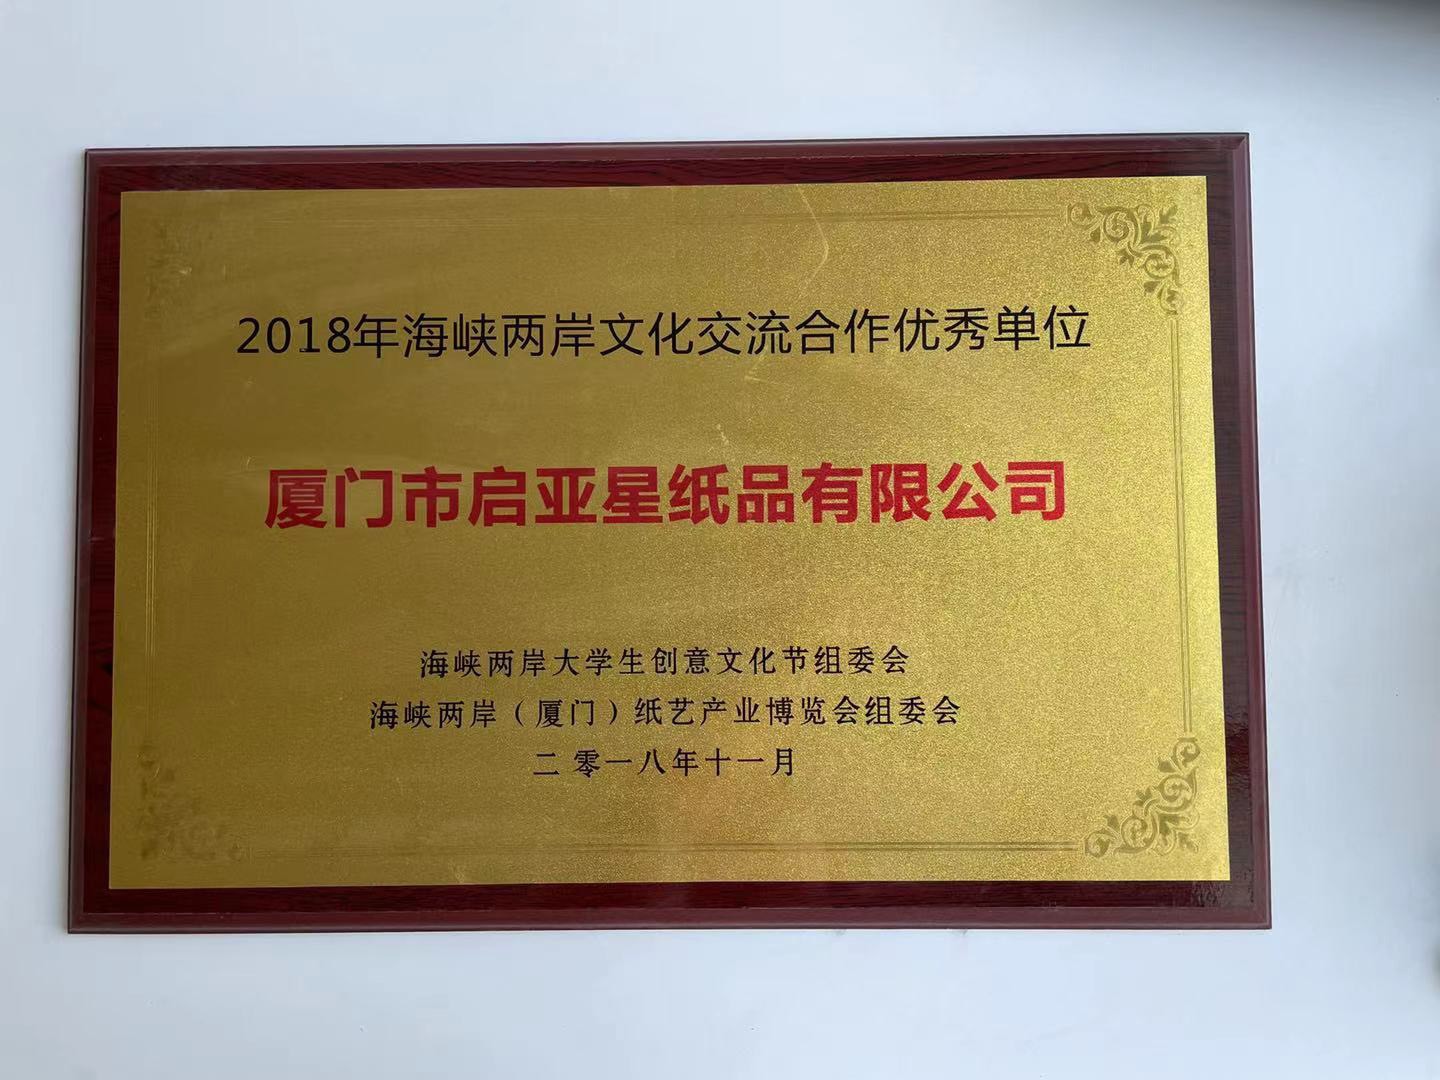 2018年海峡两岸文化交流合作优秀单位
厦门市启亚星纸品有限公司
海峡两岸大学生创意文化节组委会
海峡两岸（厦门）纸艺产业博览会组委会
二零一八年十一月